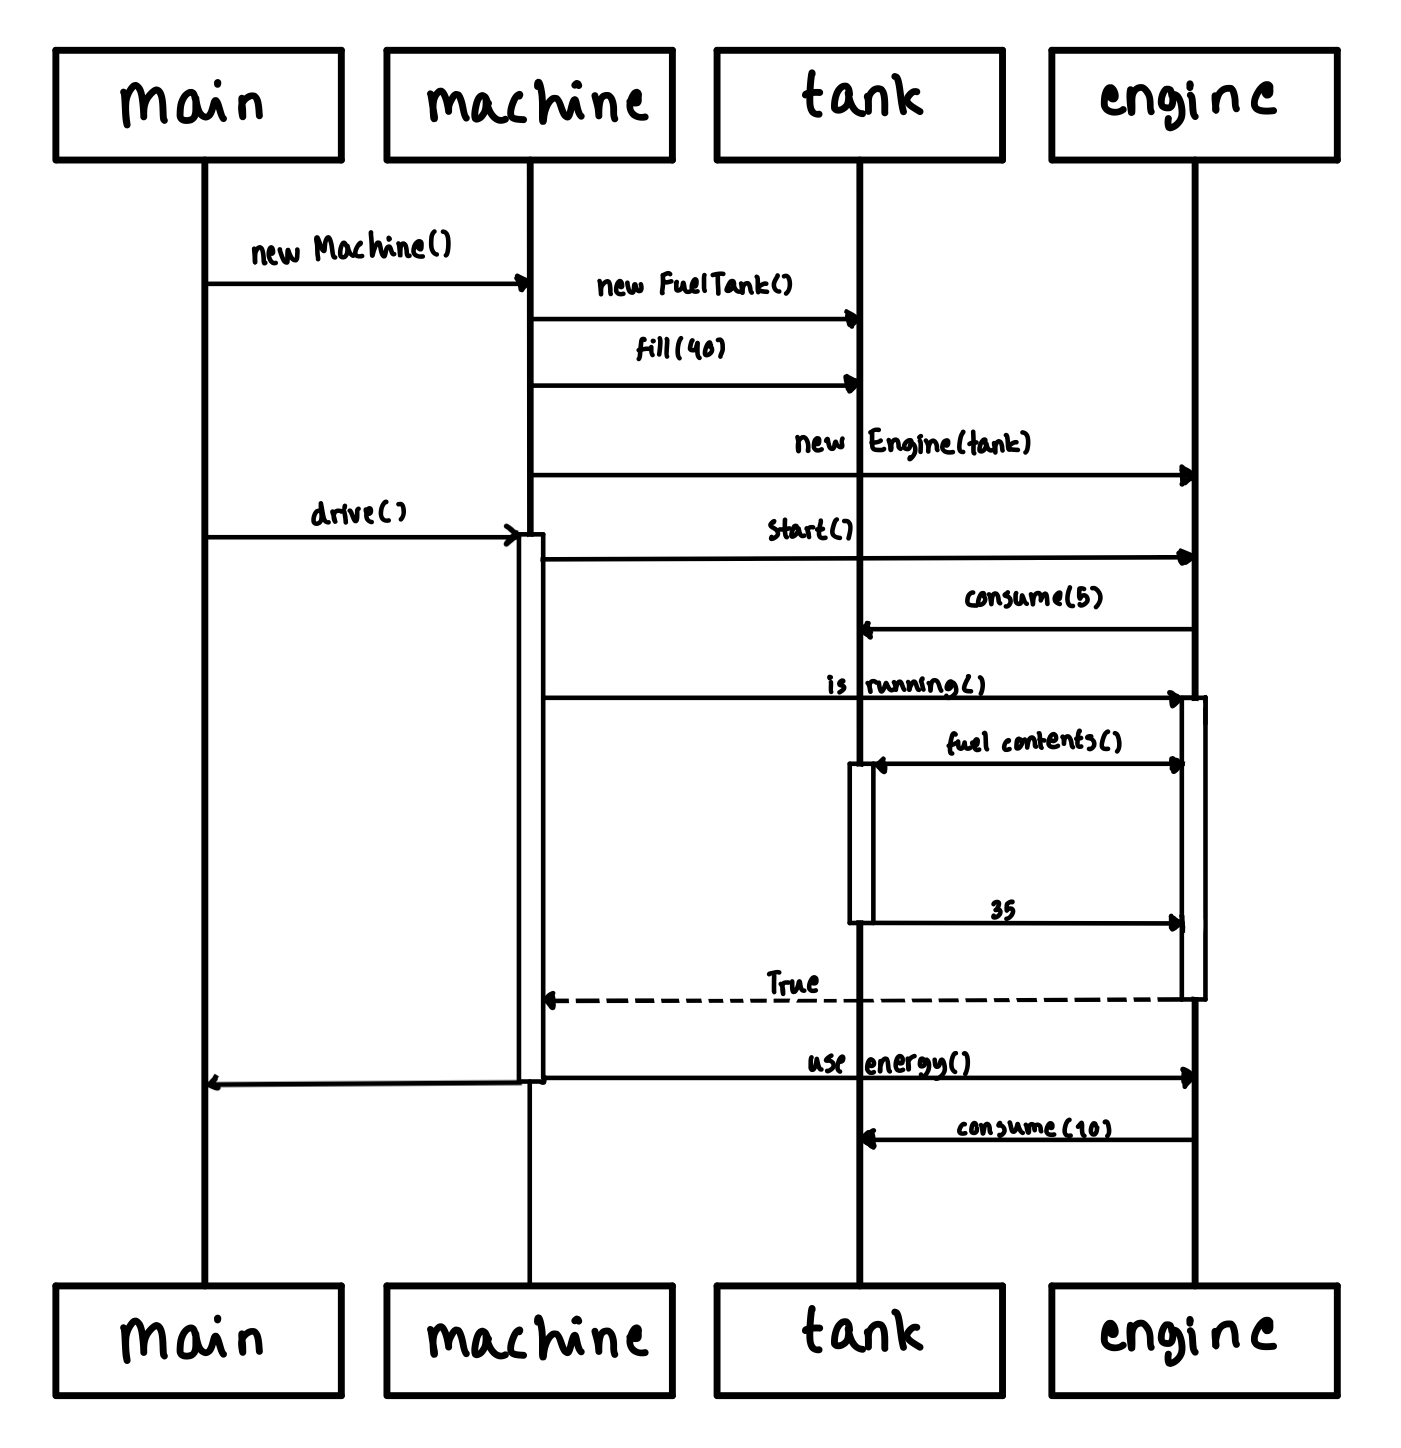 main
machine
tank
engine
new Machine()
new FuelTank()
fill(40)
new Engine(tank)
drive()
start()
consume(5)
is running()
fuel contents()
35
True
use energy()
consume(10)
main
machine
tank
engine